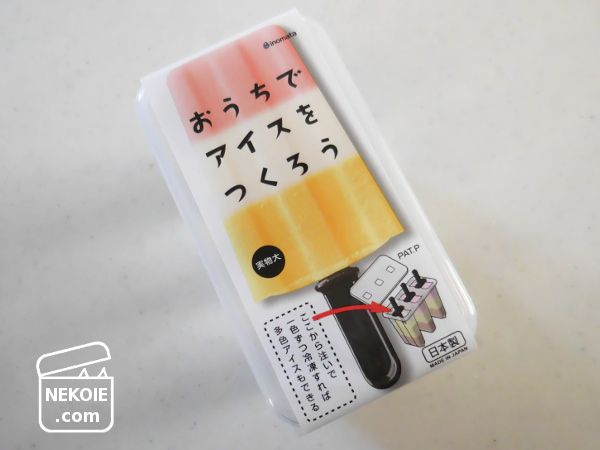 inomata
おうちで
アイスを
つくろう
実物大
PAT.P
ここから注いで
一色ずつ冷凍すれば
多色アイスもできる
日本製
MADE IN JAPAN
NEKOIE
.com